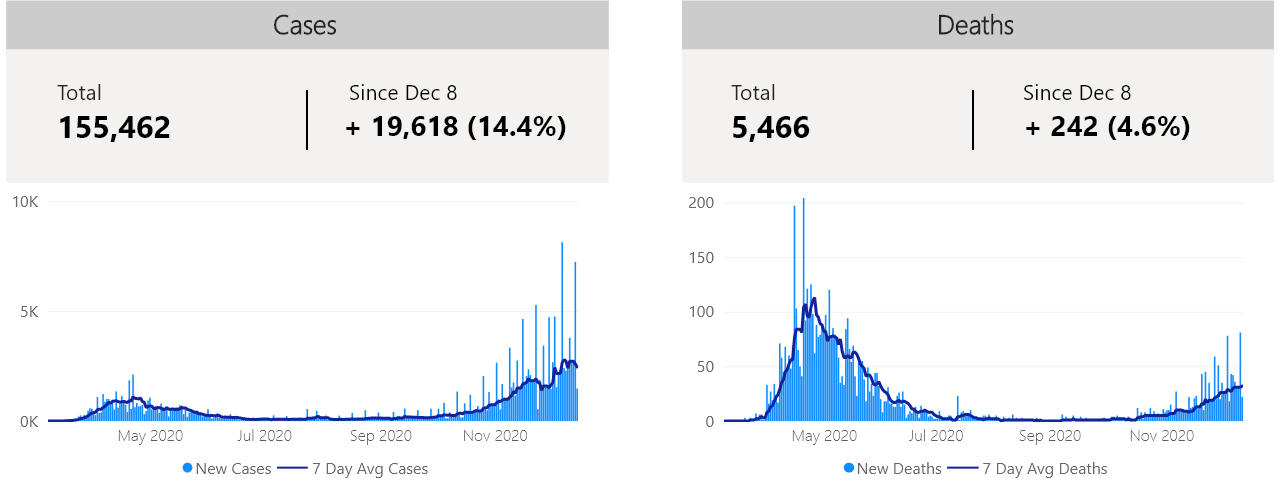 Cases
Total
Since Dec 8
155,462
+ 19,618 (14.4%)
10K
5K
0K
May 2020
Jul 2020
Sep 2020
Nov 2020
New Cases
7 Day Avg Cases
Deaths
Total
Since Dec 8
5,466
+ 242 (4.6%)
200
150
100
50
0
May 2020
Jul 2020
Sep 2020
Nov 2020
New Deaths
7 Day Avg Deaths